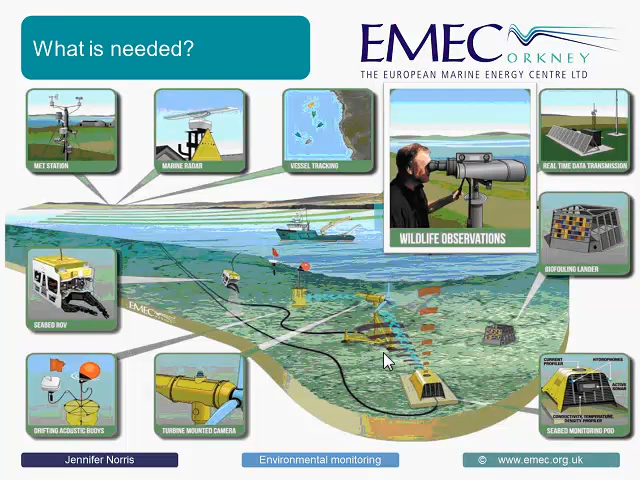 What is needed?
EMEC
ORKNEY
THE EUROPEAN MARINE ENERGY CENTRE LTD
MET STATION
MARINE RADAR
VESSEL TRACKING
WILDLIFE OBSERVATIONS
REAL TIME DATA TRANSMISSION
BIOFOULING LANDER
SEABED ROV
EMEC
DRIFTING ACOUSTIC BUOYS
TURBINE MOUNTED CAMERA
CURRENT PROFILER
HYDROPHONES
ACTIVE SONAR
CONDUCTIVITY, TEMPERATURE, DENSITY PROFILER
SEABED MONITORING POD
Jennifer Norris
Environmental monitoring
© www.emec.org.uk